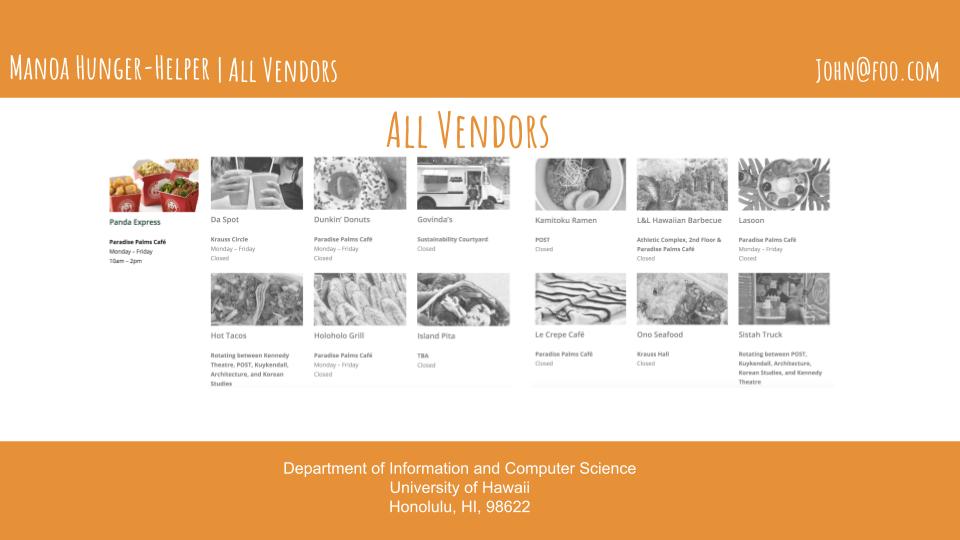 Manoa Hunger-Helper | All Vendors
John@foo.com
All Vendors
Panda Express
Paradise Palms Café
Monday – Friday
10am – 2pm
Da Spot
Krauss Circle
Monday – Friday
Closed
Dunkin' Donuts
Paradise Palms Café
Monday – Friday
Closed
Govinda's
Sustainability Courtyard
Closed
Kamitoku Ramen
POST
Closed
L&L Hawaiian Barbecue
Athletic Complex, 2nd Floor &
Paradise Palms Café
Closed
Lasoon
Paradise Palms Café
Monday – Friday
Closed
Hot Tacos
Rotating between Kennedy
Theatre, POST, Kuykendall,
Architecture, and Korean
Studies
Holoholo Grill
Paradise Palms Café
Monday – Friday
Closed
Island Pita
TBA
Closed
Le Crepe Café
Paradise Palms Café
Closed
Ono Seafood
Krauss Hall
Closed
Sistah Truck
Rotating between POST,
Kuykendall, Architecture,
Korean Studies, and Kennedy
Theatre
Department of Information and Computer Science
University of Hawaii
Honolulu, HI, 98622